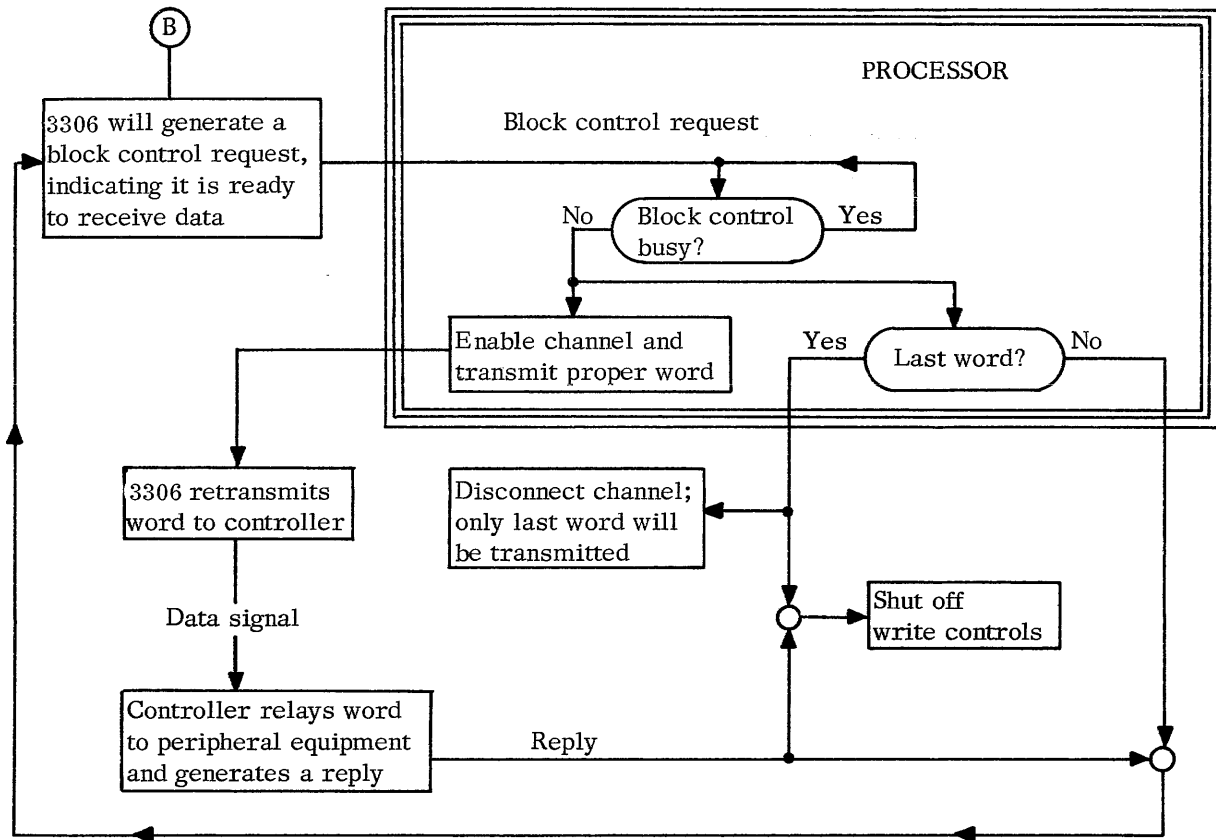 B
PROCESSOR
3306 will generate a
block control request,
indicating it is ready
to receive data
Block control request
No
Block control
busy?
Yes
Enable channel and
transmit proper word
Yes
Last word?
No
3306 retransmits
word to controller
Disconnect channel;
only last word will
be transmitted
Data signal
Shut off
write controls
Controller relays word
to peripheral equipment
and generates a reply
Reply